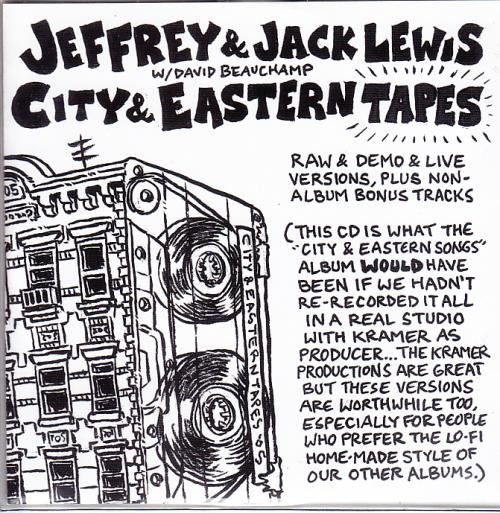 JEFFREY & JACK LEWIS
W/ DAVID BEAUCHAMP
CITY & EASTERN TAPES
RAW & DEMO & LIVE
VERSIONS, PLUS NON-
ALBUM BONUS TRACKS
(THIS CD IS WHAT THE
"CITY & EASTERN SONGS"
ALBUM WOULD HAVE
BEEN IF WE HADN'T
RE-RECORDED IT ALL
IN A REAL STUDIO
WITH KRAMER AS
PRODUCER...THE KRAMER
PRODUCTIONS ARE GREAT
BUT THESE VERSIONS
ARE WORTHWHILE TOO,
ESPECIALLY FOR PEOPLE
WHO PREFER THE LO-FI
HOME-MADE STYLE OF
OUR OTHER ALBUMS.)
CITY & EASTERN TAPES '05
05
105